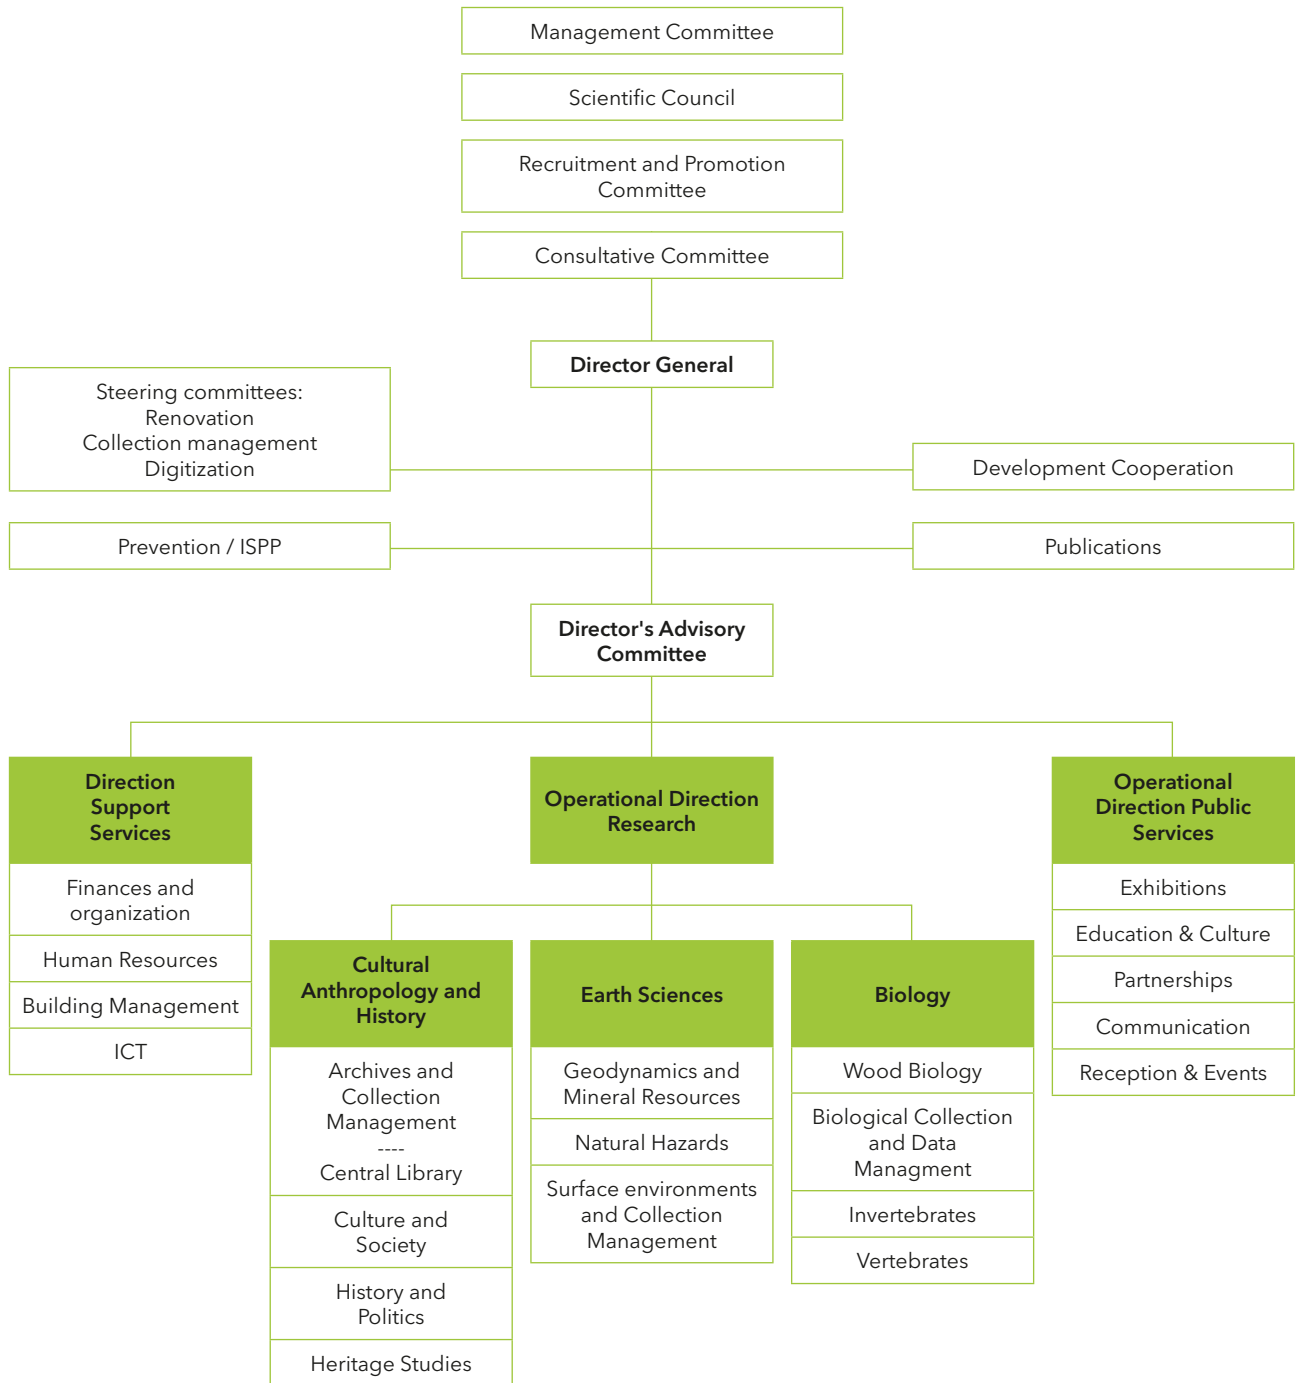 Management Committee
Scientific Council
Recruitment and Promotion
Committee
Consultative Committee
Director General
Steering committees:
Renovation
Collection management
Digitization
Development Cooperation
Prevention / ISPP
Publications
Director's Advisory
Committee
Direction
Support
Services
Finances and
organization
Human Resources
Building Management
ICT
Operational Direction
Research
Cultural
Anthropology and
History
Archives and
Collection
Management
----
Central Library
Culture and
Society
History and
Politics
Heritage Studies
Earth Sciences
Geodynamics and
Mineral Resources
Natural Hazards
Surface environments
and Collection
Management
Biology
Wood Biology
Biological Collection
and Data
Managment
Invertebrates
Vertebrates
Operational
Direction Public
Services
Exhibitions
Education & Culture
Partnerships
Communication
Reception & Events